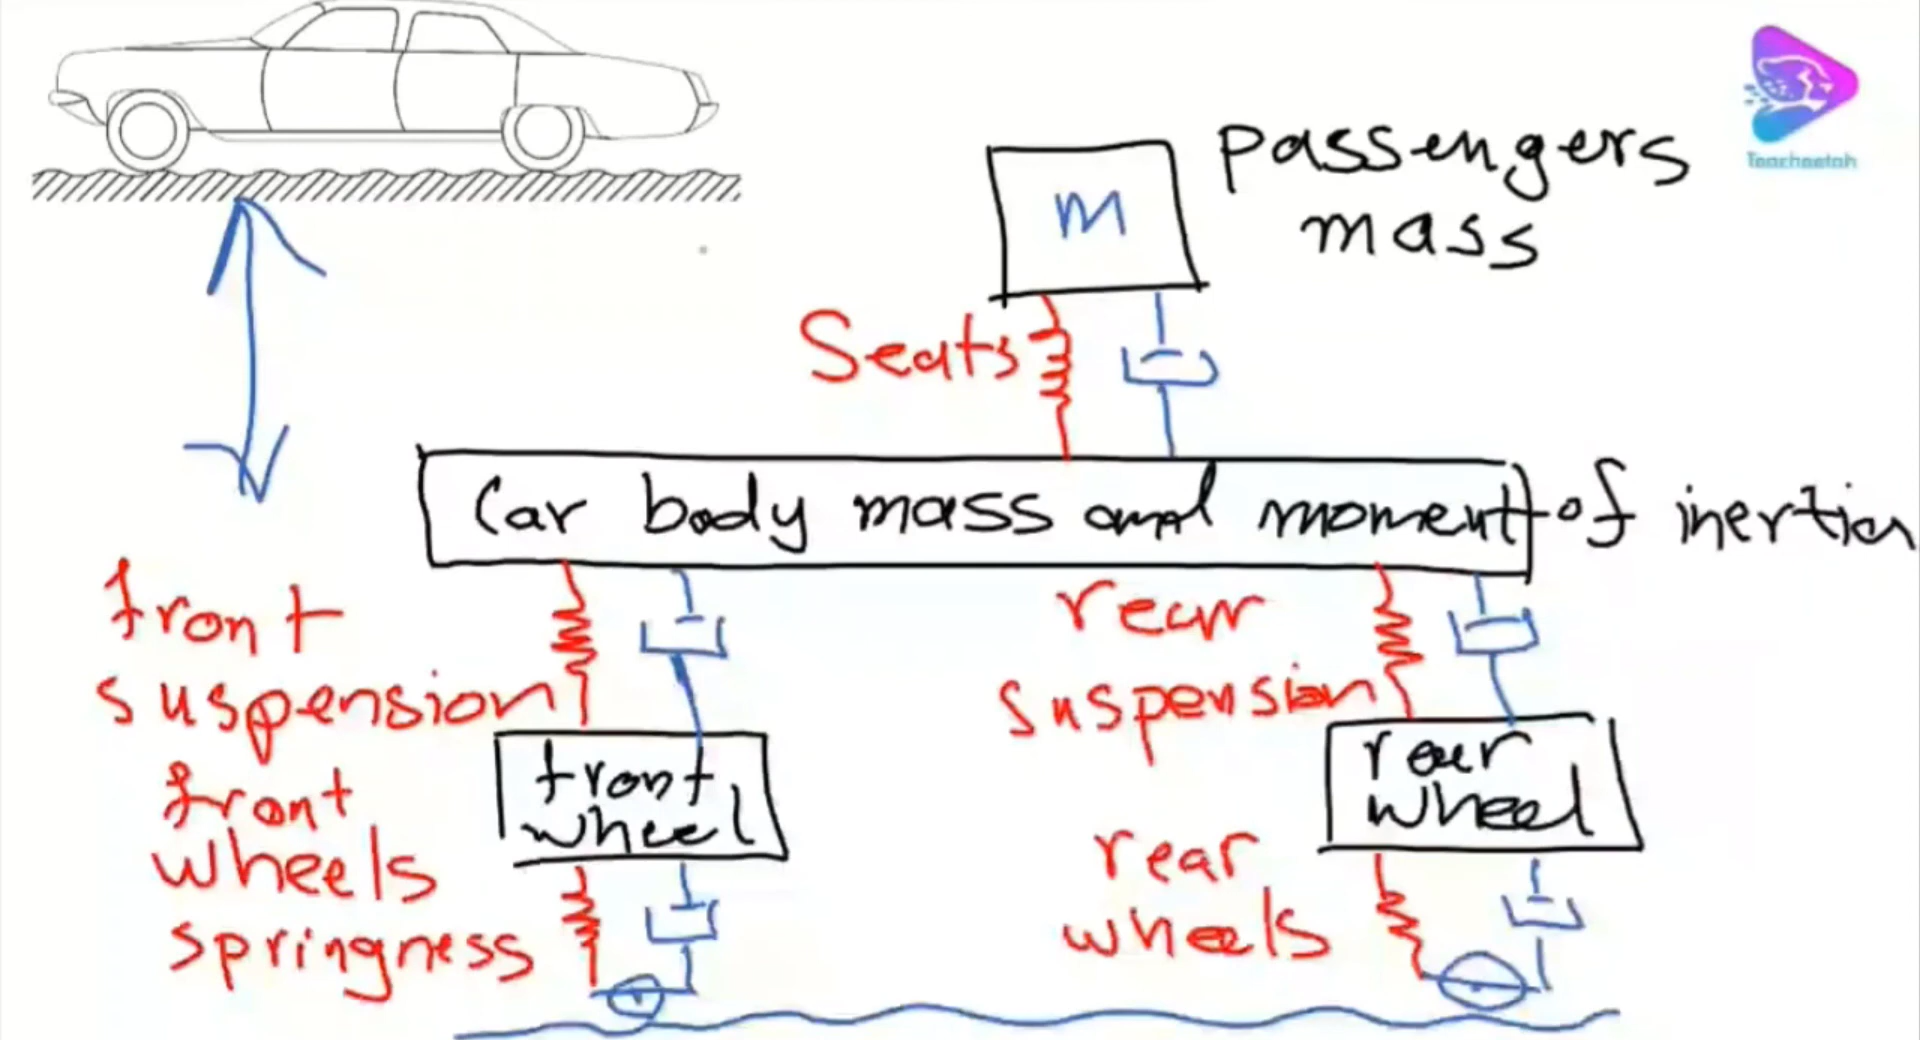 Teacheetah
passengers
mass
m
Seats
Car body mass and moment of inertia
front
suspension
rear
suspension
front
wheel
rear
wheel
front
wheels
springness
rear
wheels